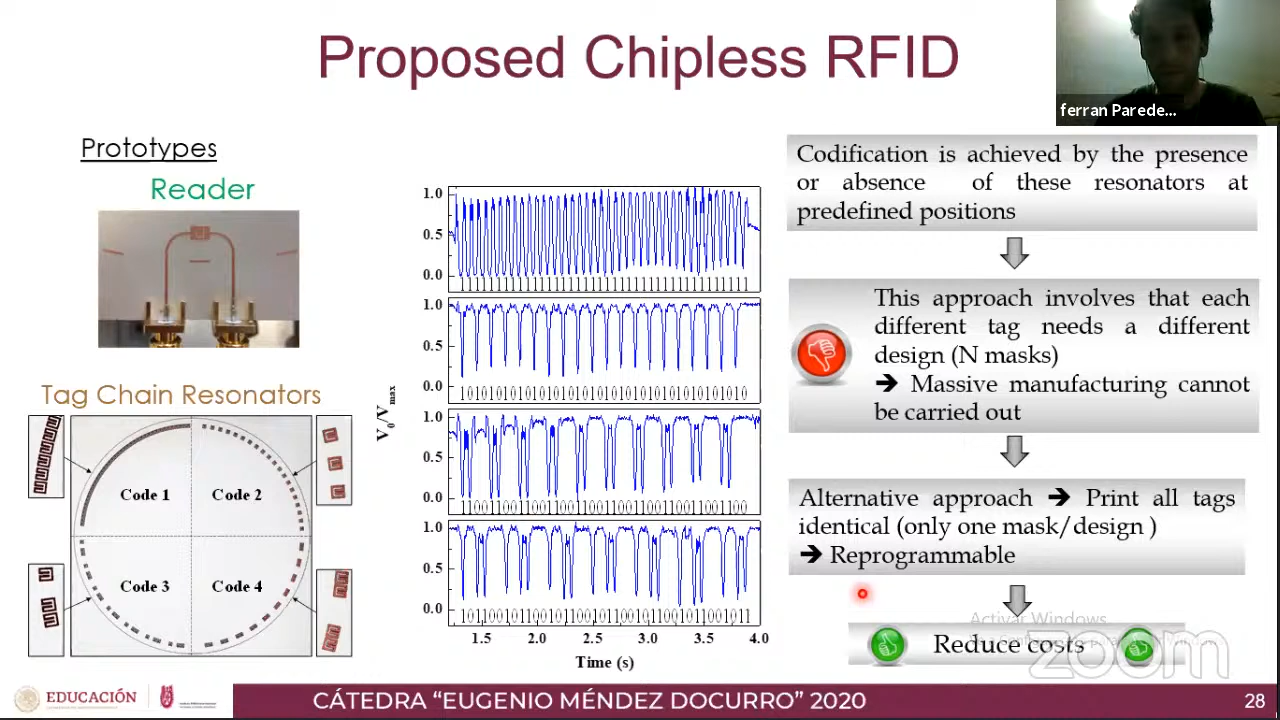 Proposed Chipless RFID
ferran Parede...
Prototypes
Reader
Tag Chain Resonators
Code 1
Code 2
Code 3
Code 4
V0/Vmax
1.0
0.5
0.0
1.0
0.5
0.0
101010101010101010101010101010101010
1.0
0.5
0.0
1.0
0.5
0.0
1.5 2.0 2.5 3.0 3.5 4.0
Time (s)
Codification is achieved by the presence
or absence of these resonators at
predefined positions
This approach involves that each
different tag needs a different
design (N masks)
➔ Massive manufacturing cannot
be carried out
Alternative approach ➔ Print all tags
identical (only one mask/design )
➔ Reprogrammable
Activar Windows
Reduce costs
zoom
EDUCACIÓN
CÁTEDRA “EUGENIO MÉNDEZ DOCURRO” 2020
28